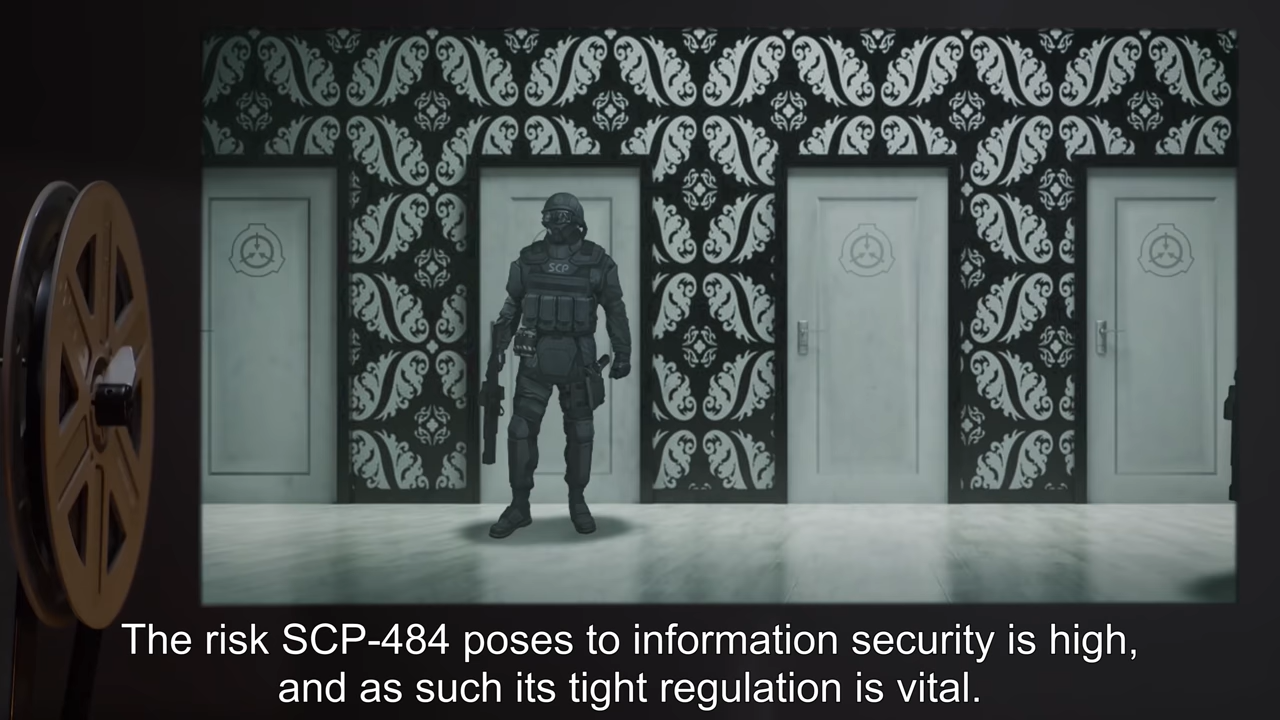 SCP
The risk SCP-484 poses to information security is high,
and as such its tight regulation is vital.